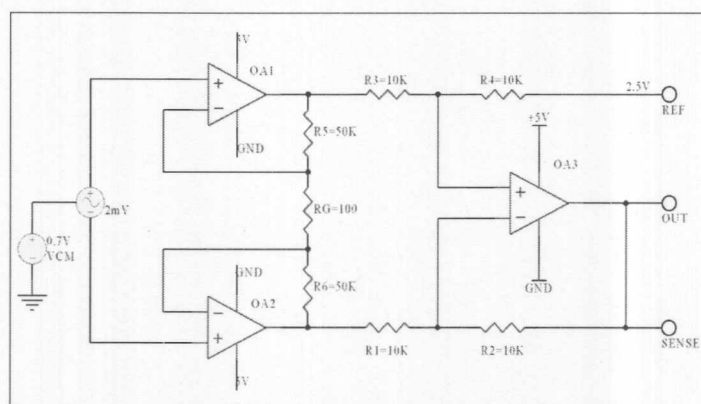 5V
OA1
R3=10K
R4=10K
2.5V
REF
+
−
GND
R5=50K
+5V
OA3
RG=100
2mV
+
−
OUT
0.7V
VCM
+
−
GND
GND
R6=50K
OA2
−
+
R1=10K
R2=10K
SENSE
5V